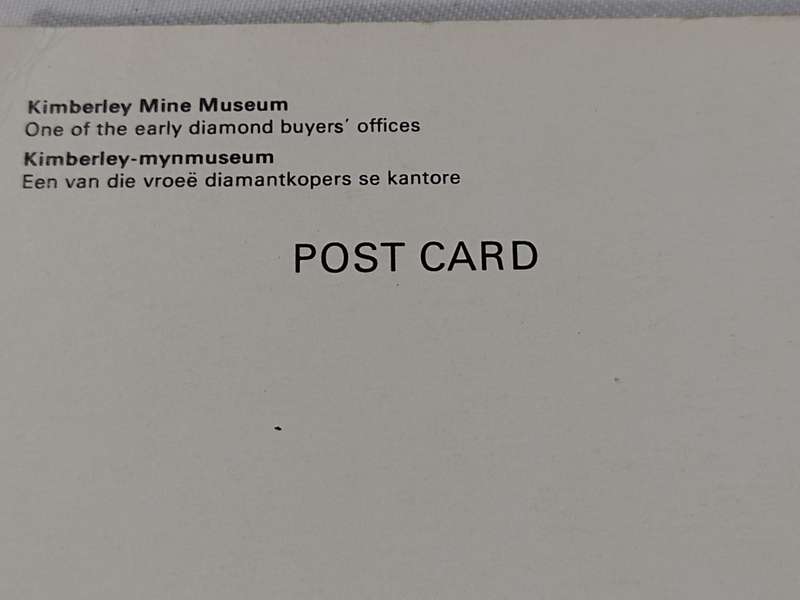 Kimberley Mine Museum
One of the early diamond buyers' offices
Kimberley-mynmuseum
Een van die vroeë diamantkopers se kantore
POST CARD